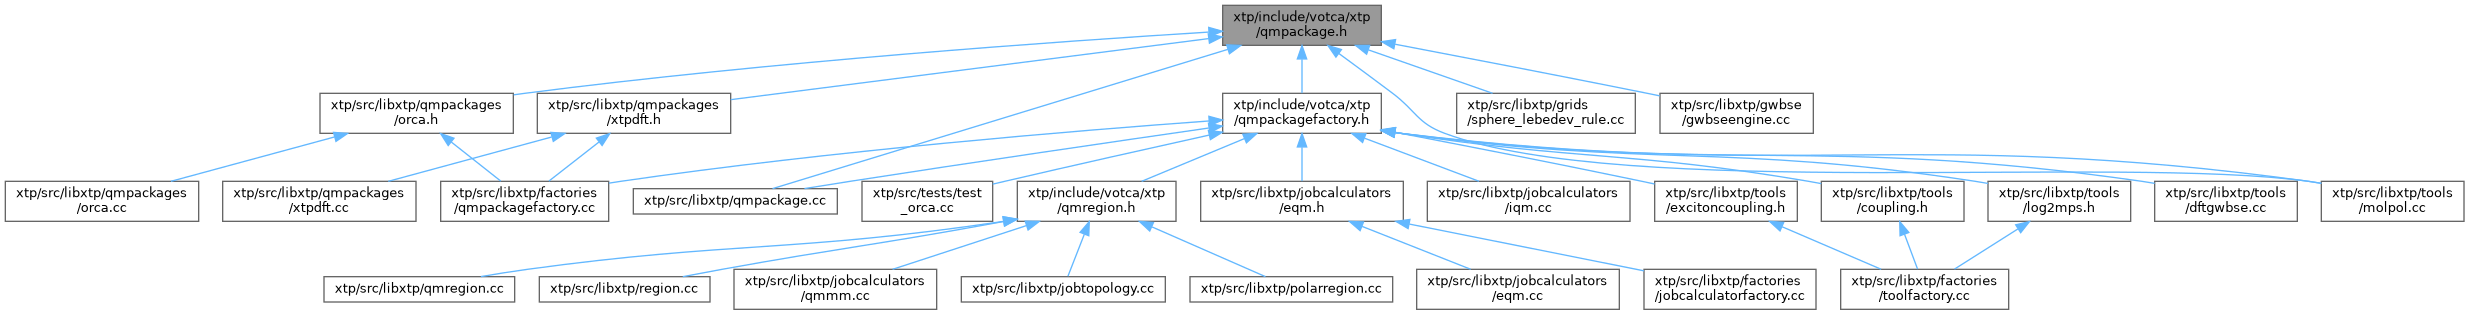 xtp/include/votca/xtp
/qmpackage.h
xtp/src/libxtp/qmpackages
/orca.h
xtp/src/libxtp/qmpackages
/xtpdft.h
xtp/include/votca/xtp
/qmpackagefactory.h
xtp/src/libxtp/grids
/sphere_lebedev_rule.cc
xtp/src/libxtp/gwbse
/gwbseengine.cc
xtp/src/libxtp/qmpackages
/orca.cc
xtp/src/libxtp/qmpackages
/xtpdft.cc
xtp/src/libxtp/factories
/qmpackagefactory.cc
xtp/src/libxtp/qmpackage.cc
xtp/src/tests/test
_orca.cc
xtp/include/votca/xtp
/qmregion.h
xtp/src/libxtp/jobcalculators
/eqm.h
xtp/src/libxtp/jobcalculators
/iqm.cc
xtp/src/libxtp/tools
/excitoncoupling.h
xtp/src/libxtp/tools
/coupling.h
xtp/src/libxtp/tools
/log2mps.h
xtp/src/libxtp/tools
/dftgwbse.cc
xtp/src/libxtp/tools
/molpol.cc
xtp/src/libxtp/qmregion.cc
xtp/src/libxtp/region.cc
xtp/src/libxtp/jobcalculators
/qmmm.cc
xtp/src/libxtp/jobtopology.cc
xtp/src/libxtp/polarregion.cc
xtp/src/libxtp/jobcalculators
/eqm.cc
xtp/src/libxtp/factories
/jobcalculatorfactory.cc
xtp/src/libxtp/factories
/toolfactory.cc